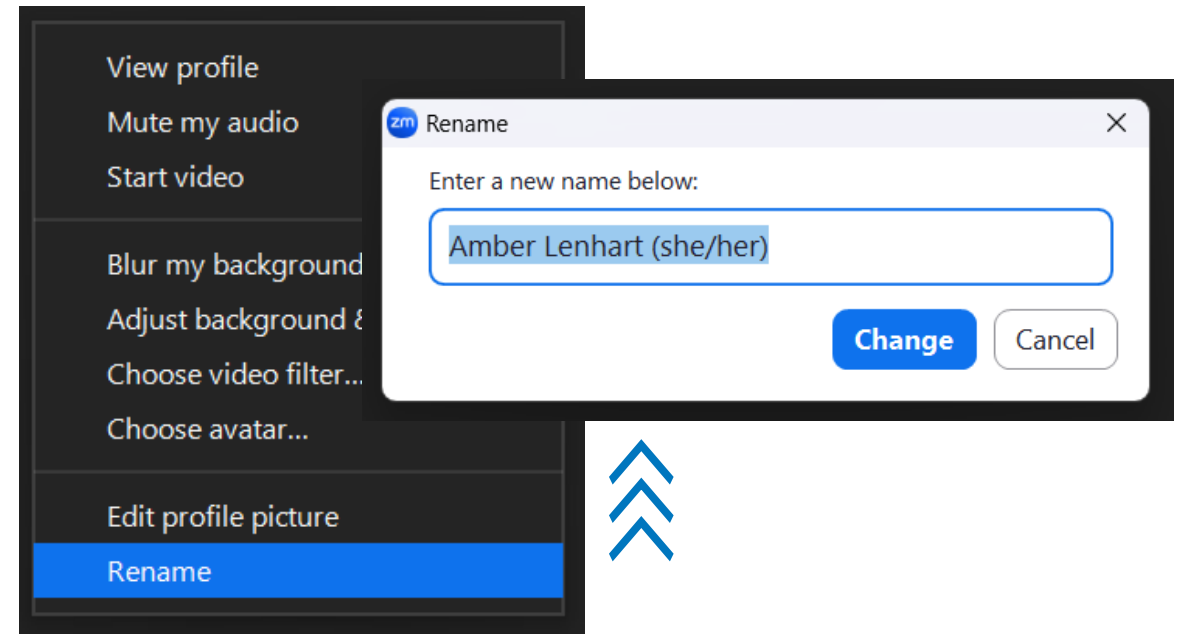 View profile
Mute my audio
Start video
Blur my background
Adjust background &
Choose video filter...
Choose avatar...
Edit profile picture
Rename
zm Rename
Enter a new name below:
Amber Lenhart (she/her)
Change Cancel